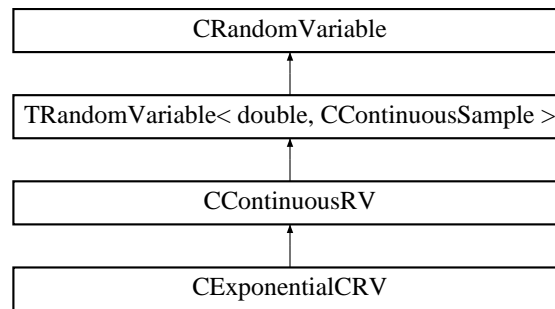 CRandomVariable
TRandomVariable< double, CContinuousSample >
CContinuousRV
CExponentialCRV